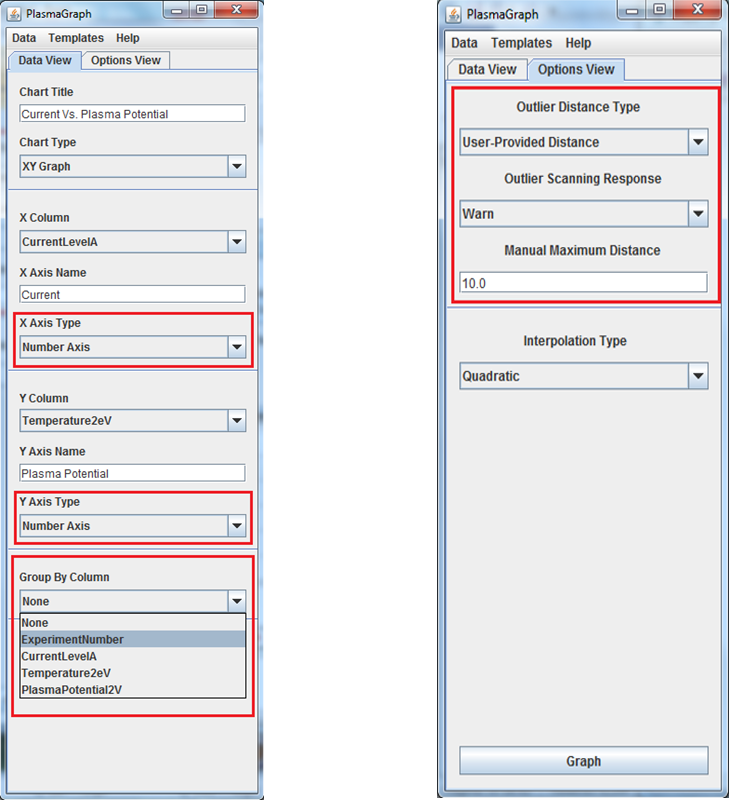 PlasmaGraph
Data Templates Help
Data View Options View
Chart Title
Current Vs. Plasma Potential
Chart Type
XY Graph
X Column
CurrentLevelA
X Axis Name
Current
X Axis Type
Number Axis
Y Column
Temperature2eV
Y Axis Name
Plasma Potential
Y Axis Type
Number Axis
Group By Column
None
None
ExperimentNumber
CurrentLevelA
Temperature2eV
PlasmaPotential2V
PlasmaGraph
Data Templates Help
Data View Options View
Outlier Distance Type
User-Provided Distance
Outlier Scanning Response
Warn
Manual Maximum Distance
10.0
Interpolation Type
Quadratic
Graph